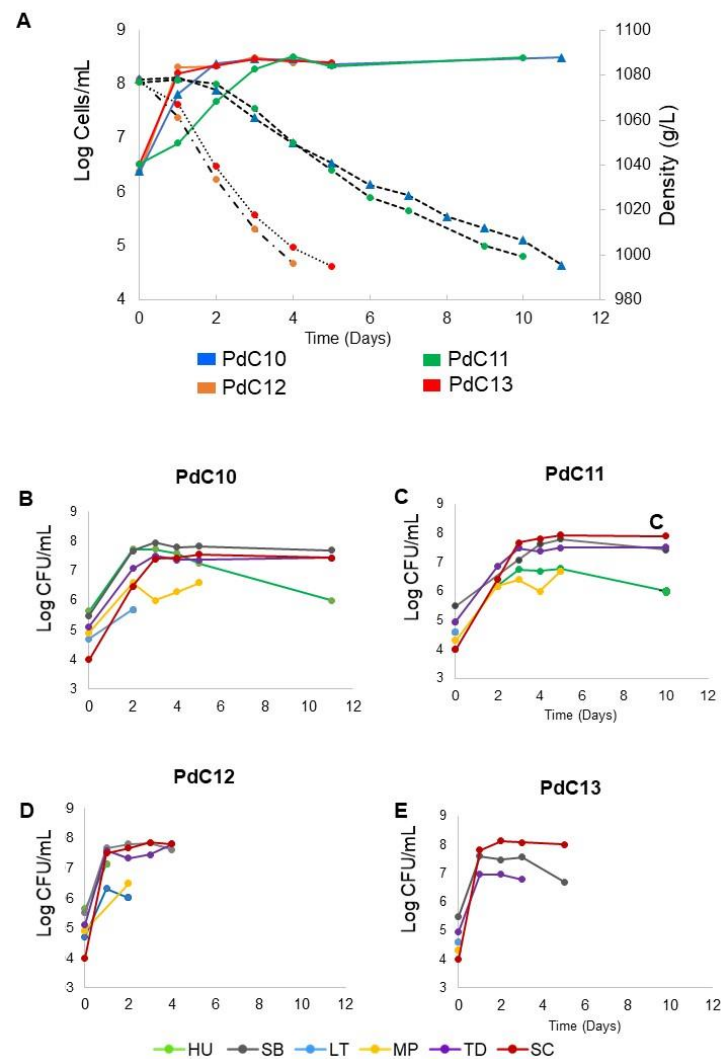 A
9
8
7
6
5
4
Log Cells/mL
1100
1080
1060
1040
1020
1000
980
Density (g/L)
0 2 4 6 8 10 12
Time (Days)
PdC10 PdC11
PdC12 PdC13
B
PdC10
9
8
7
6
5
4
3
Log CFU/mL
0 2 4 6 8 10 12
C
PdC11
C
9
8
7
6
5
4
3
Log CFU/mL
0 2 4 6 8 10 12
Time (Days)
D
PdC12
9
8
7
6
5
4
3
Log CFU/mL
0 2 4 6 8 10 12
E
PdC13
9
8
7
6
5
4
3
Log CFU/mL
0 2 4 6 8 10 12
Time (Days)
HU SB LT MP TD SC